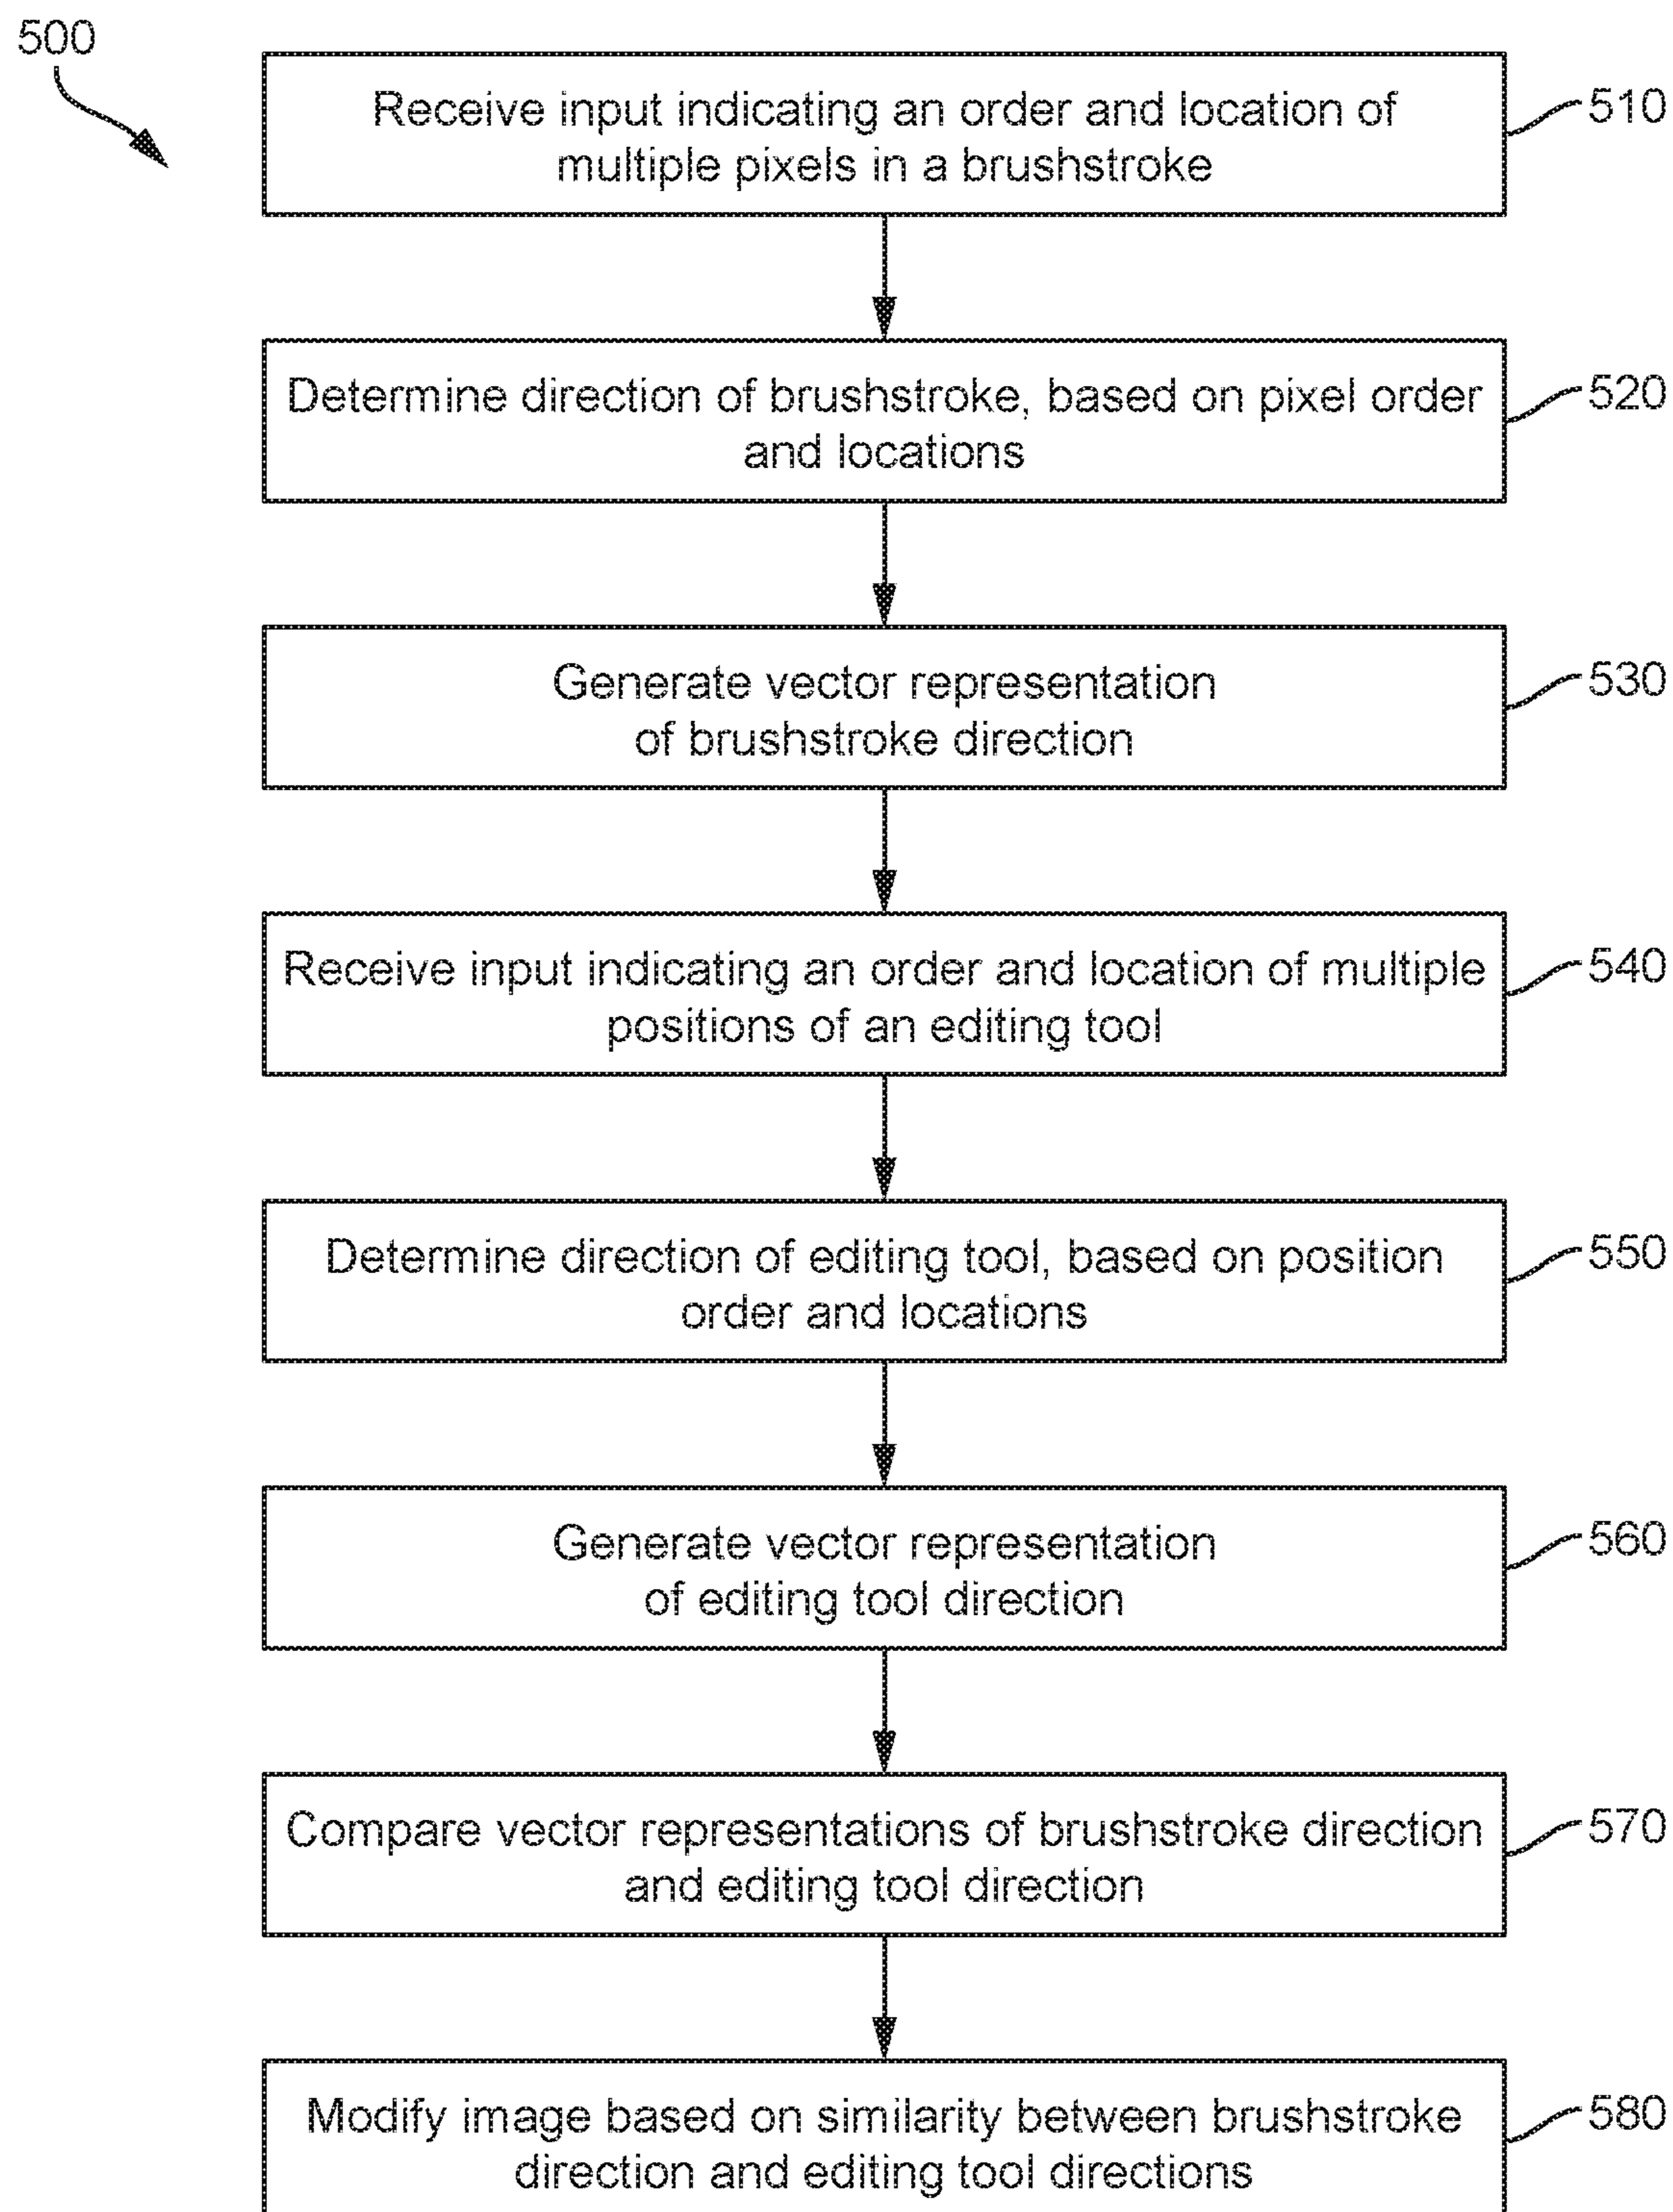 500
Receive input indicating an order and location of
multiple pixels in a brushstroke
510
Determine direction of brushstroke, based on pixel order
and locations
520
Generate vector representation
of brushstroke direction
530
Receive input indicating an order and location of multiple
positions of an editing tool
540
Determine direction of editing tool, based on position
order and locations
550
Generate vector representation
of editing tool direction
560
Compare vector representations of brushstroke direction
and editing tool direction
570
Modify image based on similarity between brushstroke
direction and editing tool directions
580